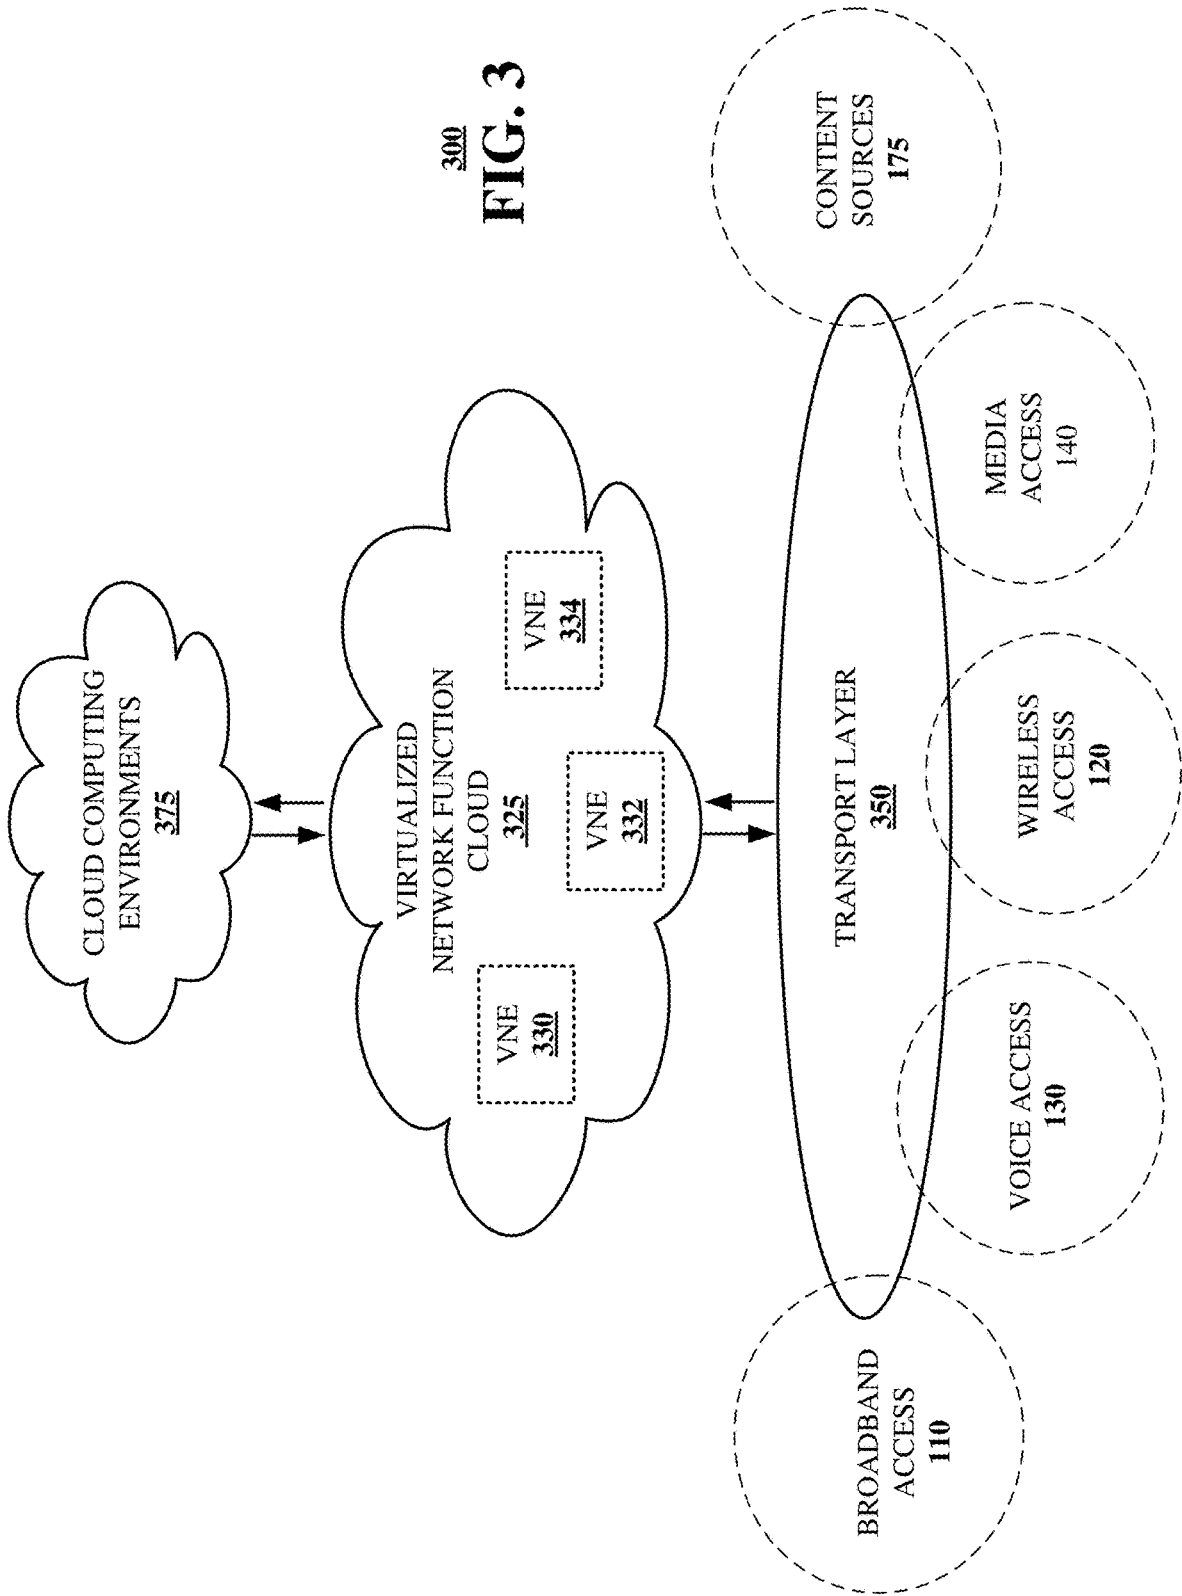 CLOUD COMPUTING
ENVIRONMENTS
375
VIRTUALIZED
NETWORK FUNCTION
CLOUD
325
VNE
330
VNE
332
VNE
334
TRANSPORT LAYER
350
BROADBAND
ACCESS
110
VOICE ACCESS
130
WIRELESS
ACCESS
120
MEDIA
ACCESS
140
CONTENT
SOURCES
175
300
FIG. 3